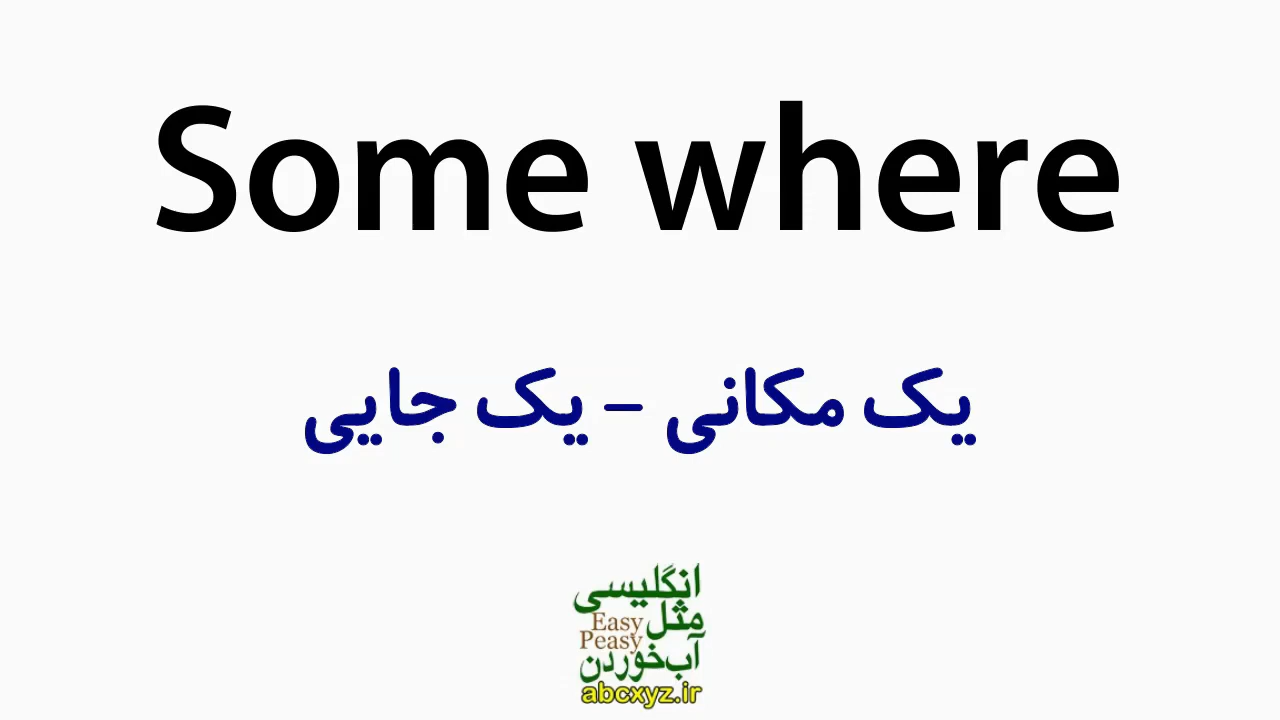 Some where
یک مکانی – یک جایی
انگلیسی
مثل
Easy
Peasy
آب‌خوردن
abcxyz.ir